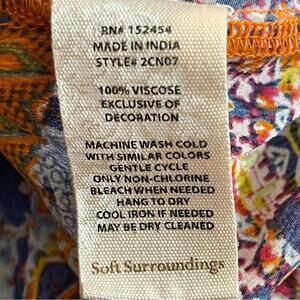 RN# 152454
MADE IN INDIA
STYLE# 2CN07
100% VISCOSE
EXCLUSIVE OF
DECORATION
MACHINE WASH COLD
WITH SIMILAR COLORS
GENTLE CYCLE
ONLY NON-CHLORINE
BLEACH WHEN NEEDED
HANG TO DRY
COOL IRON IF NEEDED
MAY BE DRY CLEANED
Soft Surroundings